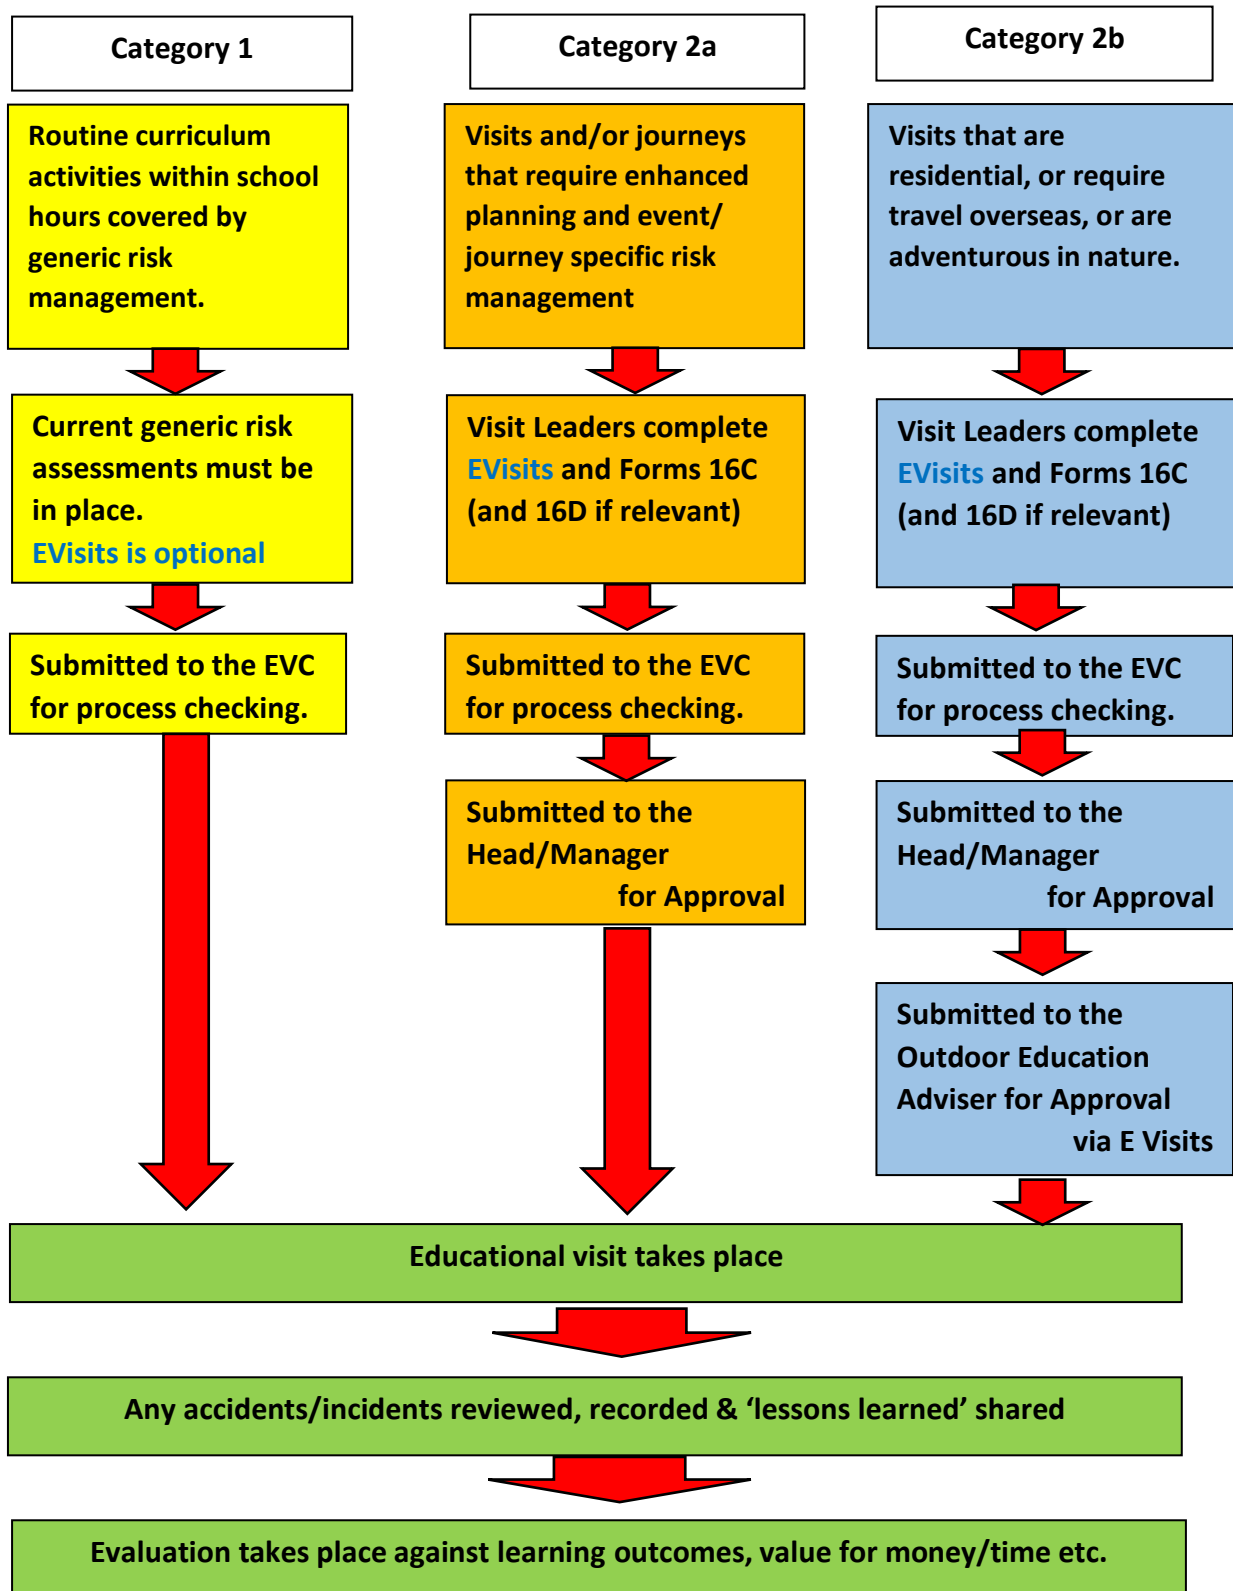 Category 1
Routine curriculum
activities within school
hours covered by
generic risk
management.
Current generic risk
assessments must be
in place.
EVisits is optional
Submitted to the EVC
for process checking.
Category 2a
Visits and/or journeys
that require enhanced
planning and event/
journey specific risk
management
Visit Leaders complete
EVisits and Forms 16C
(and 16D if relevant)
Submitted to the EVC
for process checking.
Submitted to the
Head/Manager
for Approval
Category 2b
Visits that are
residential, or require
travel overseas, or are
adventurous in nature.
Visit Leaders complete
EVisits and Forms 16C
(and 16D if relevant)
Submitted to the EVC
for process checking.
Submitted to the
Head/Manager
for Approval
Submitted to the
Outdoor Education
Adviser for Approval
via E Visits
Educational visit takes place
Any accidents/incidents reviewed, recorded & ‘lessons learned’ shared
Evaluation takes place against learning outcomes, value for money/time etc.